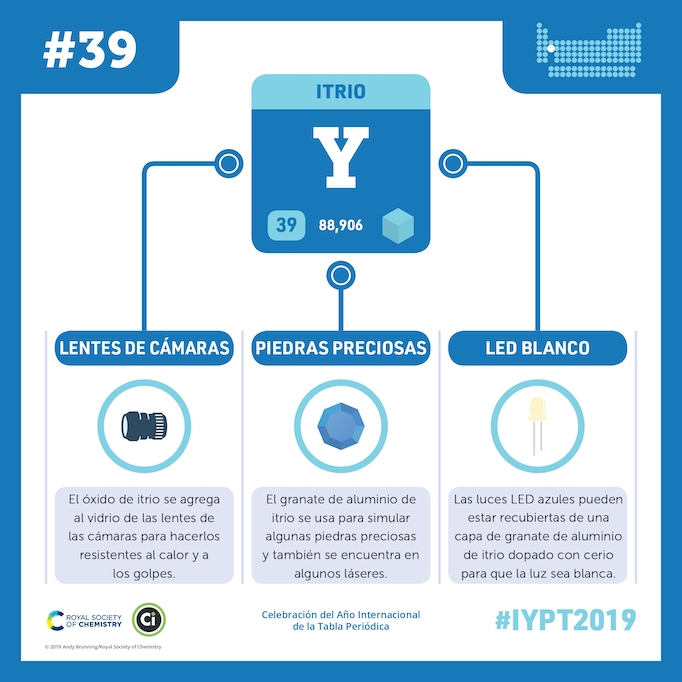 #39
ITRIO
Y
39
88,906
LENTES DE CÁMARAS
El óxido de itrio se agrega
al vidrio de las lentes de
las cámaras para hacerlos
resistentes al calor y a
los golpes.
PIEDRAS PRECIOSAS
El granate de aluminio de
itrio se usa para simular
algunas piedras preciosas
y también se encuentra en
algunos láseres.
LED BLANCO
Las luces LED azules pueden
estar recubiertas de una
capa de granate de aluminio
de itrio dopado con cerio
para que la luz sea blanca.
ROYAL SOCIETY
OF CHEMISTRY
Ci
Celebración del Año Internacional
de la Tabla Periódica
#IYPT2019
© 2019 Andy Brunning/Royal Society of Chemistry